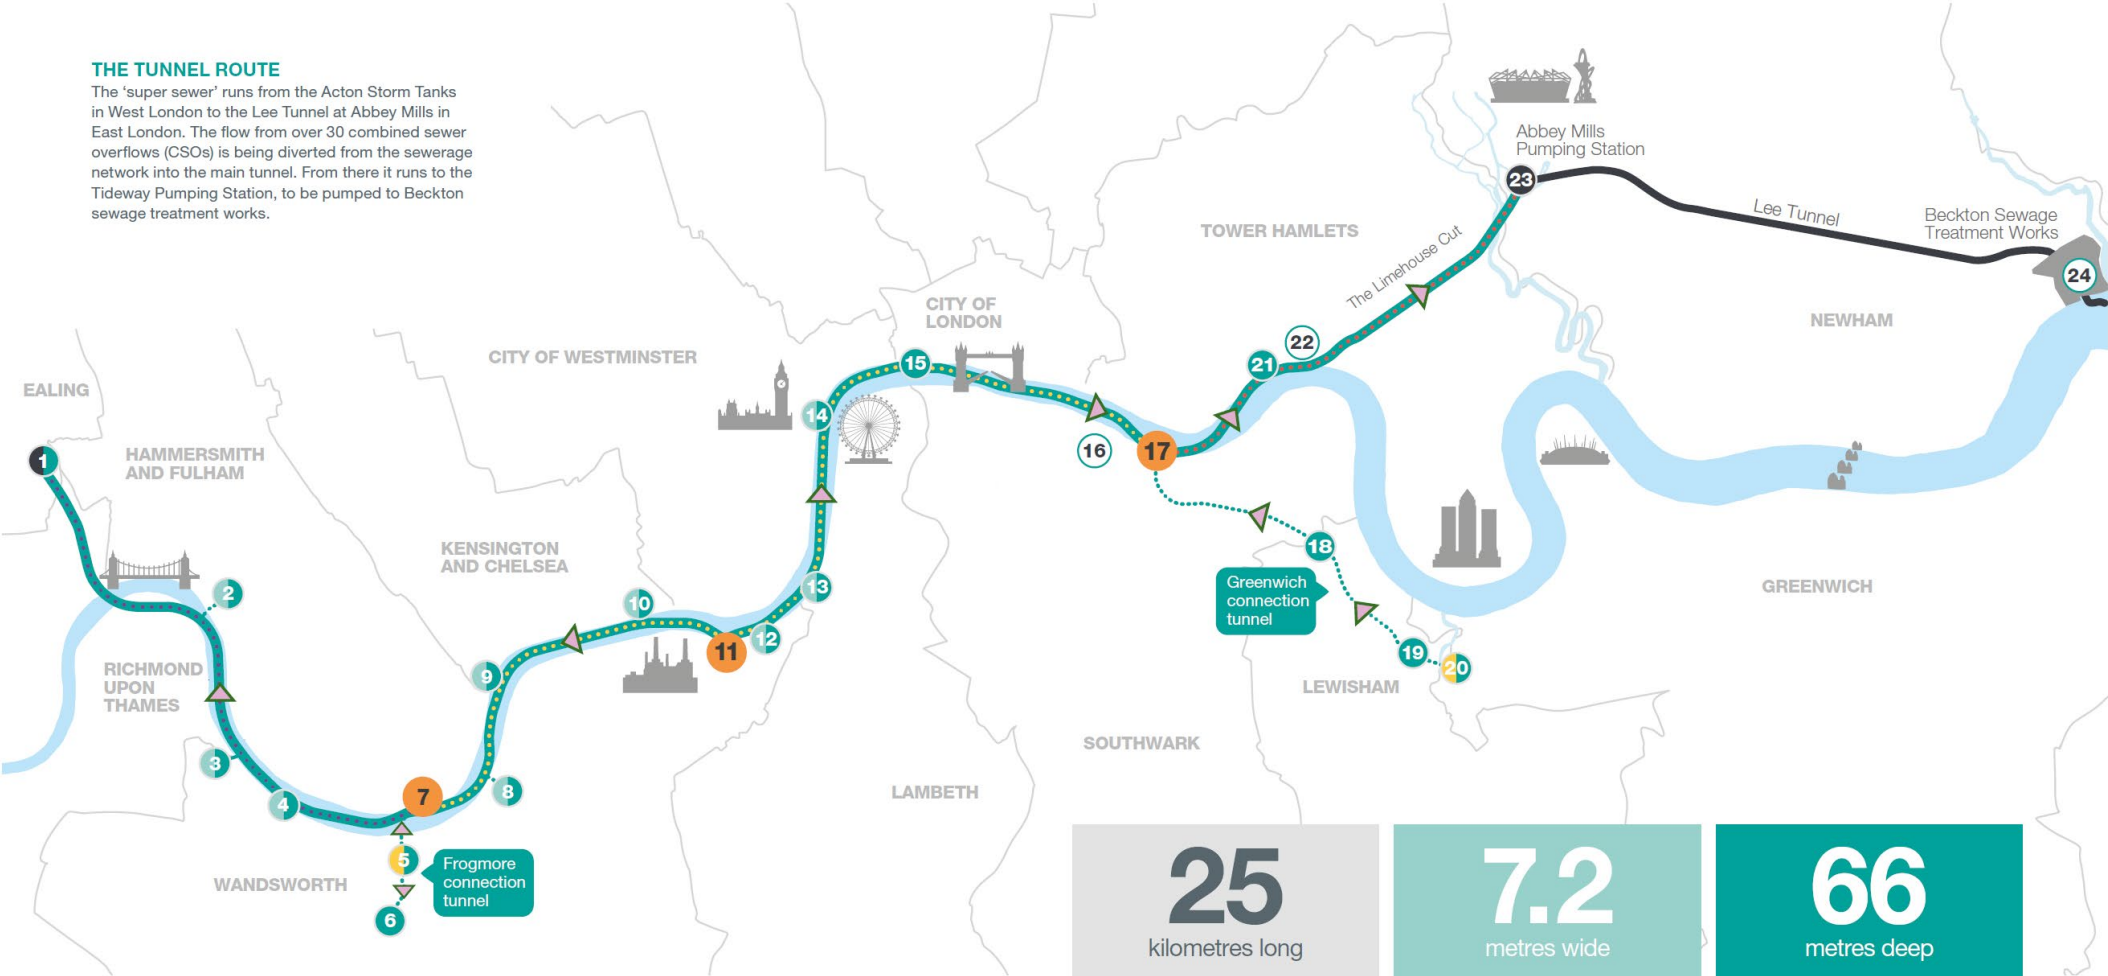 THE TUNNEL ROUTE
The ‘super sewer’ runs from the Acton Storm Tanks
in West London to the Lee Tunnel at Abbey Mills in
East London. The flow from over 30 combined sewer
overflows (CSOs) is being diverted from the sewerage
network into the main tunnel. From there it runs to the
Tideway Pumping Station, to be pumped to Beckton
sewage treatment works.
Abbey Mills
Pumping Station
23
Lee Tunnel
Beckton Sewage
Treatment Works
24
TOWER HAMLETS
The Limehouse Cut
CITY OF
LONDON
NEWHAM
22
21
CITY OF WESTMINSTER
15
EALING
14
1
HAMMERSMITH
AND FULHAM
16
17
KENSINGTON
AND CHELSEA
18
Greenwich
connection
tunnel
GREENWICH
2
10
13
12
11
19
20
RICHMOND
UPON
THAMES
9
LEWISHAM
3
SOUTHWARK
4
7
8
LAMBETH
5
Frogmore
connection
tunnel
WANDSWORTH
6
25
kilometres long
7.2
metres wide
66
metres deep